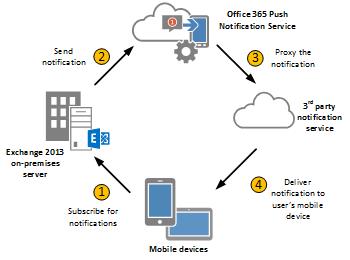 Office 365 Push
Notification Service
Send
notification
2
1
3
Proxy the
notification
3rd party
notification
service
Exchange 2013
on-premises
server
E
1
Subscribe for
notifications
4
Deliver
notification to
user's mobile
device
Mobile devices